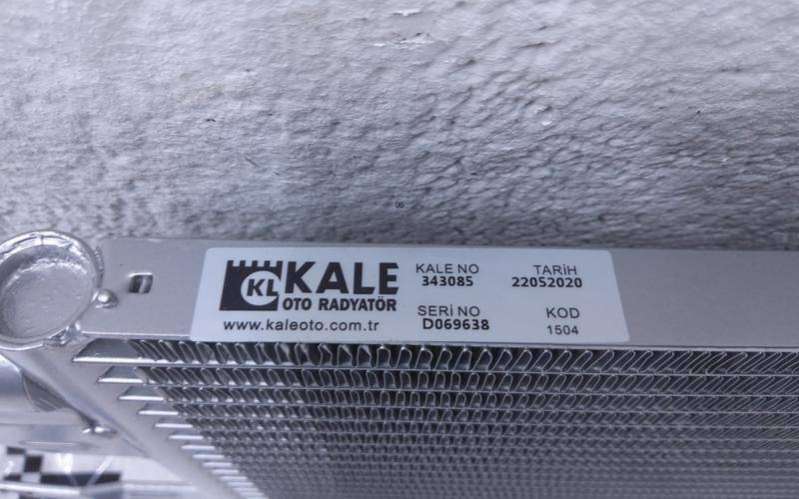 KL KALE
OTO RADYATÖR
www.kaleoto.com.tr
KALE NO
343085
TARİH
22052020
SERİ NO
D069638
KOD
1504